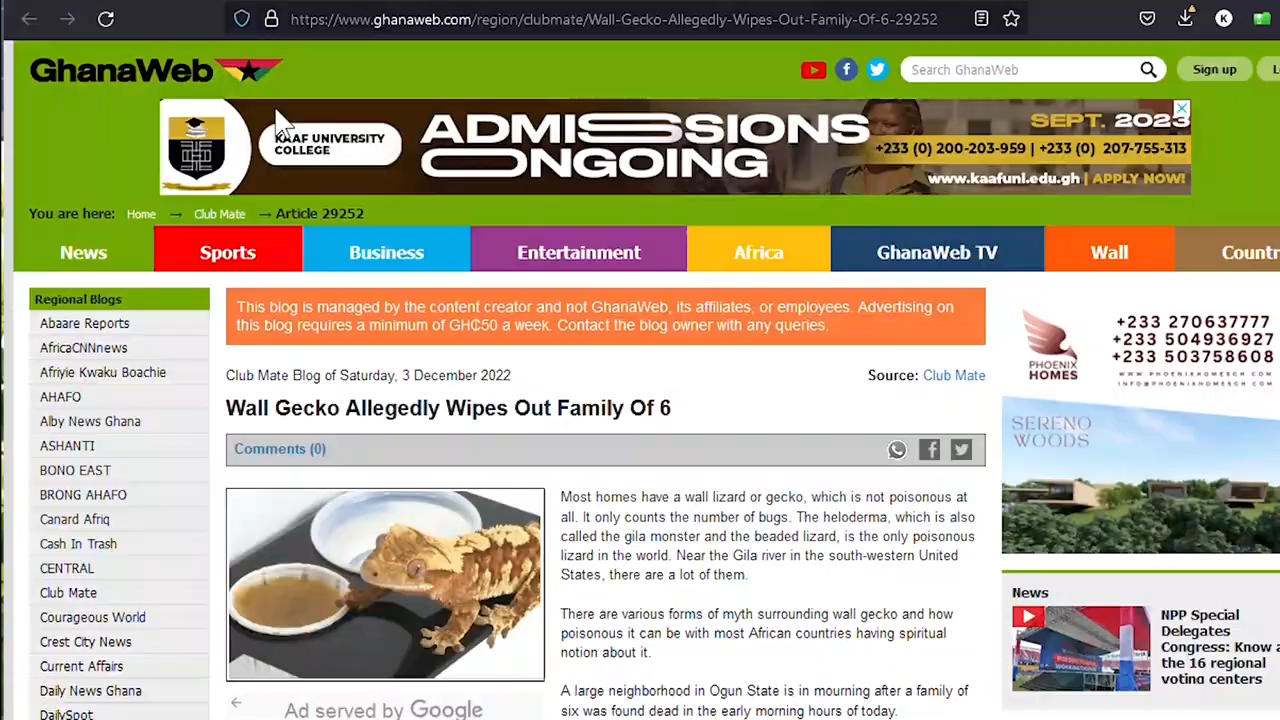 https://www.ghanaweb.com/region/clubmate/Wall-Gecko-Allegedly-Wipes-Out-Family-Of-6-29252
K
GhanaWeb
Search GhanaWeb
Sign up
KAAF UNIVERSITY
COLLEGE
ADMISSIONS
ONGOING
SEPT. 2023
+233 (0) 200-203-959 | +233 (0) 207-755-313
www.kaafuni.edu.gh | APPLY NOW!
You are here: Home → Club Mate → Article 29252
News Sports Business Entertainment Africa GhanaWeb TV Wall Countr
Regional Blogs
Abaare Reports
AfricaCNNnews
Afriyie Kwaku Boachie
AHAFO
Alby News Ghana
ASHANTI
BONO EAST
BRONG AHAFO
Canard Afriq
Cash In Trash
CENTRAL
Club Mate
Courageous World
Crest City News
Current Affairs
Daily News Ghana
DailySpot
This blog is managed by the content creator and not GhanaWeb, its affiliates, or employees. Advertising on
this blog requires a minimum of GH₵50 a week. Contact the blog owner with any queries.
Club Mate Blog of Saturday, 3 December 2022
Source: Club Mate
Wall Gecko Allegedly Wipes Out Family Of 6
Comments (0)
Most homes have a wall lizard or gecko, which is not poisonous at
all. It only counts the number of bugs. The heloderma, which is also
called the gila monster and the beaded lizard, is the only poisonous
lizard in the world. Near the Gila river in the south-western United
States, there are a lot of them.
There are various forms of myth surrounding wall gecko and how
poisonous it can be with most African countries having spiritual
notion about it.
A large neighborhood in Ogun State is in mourning after a family of
six was found dead in the early morning hours of today.
Ad served by Google
PHOENIX
HOMES
+233 270637777
+233 504936927
+233 503758608
WWW.PHOENIXHOMESGH.COM
INFO@PHOENIXHOMESGH.COM
SERENO
WOODS
News
NPP Special
Delegates
Congress: Know a
the 16 regional
voting centers